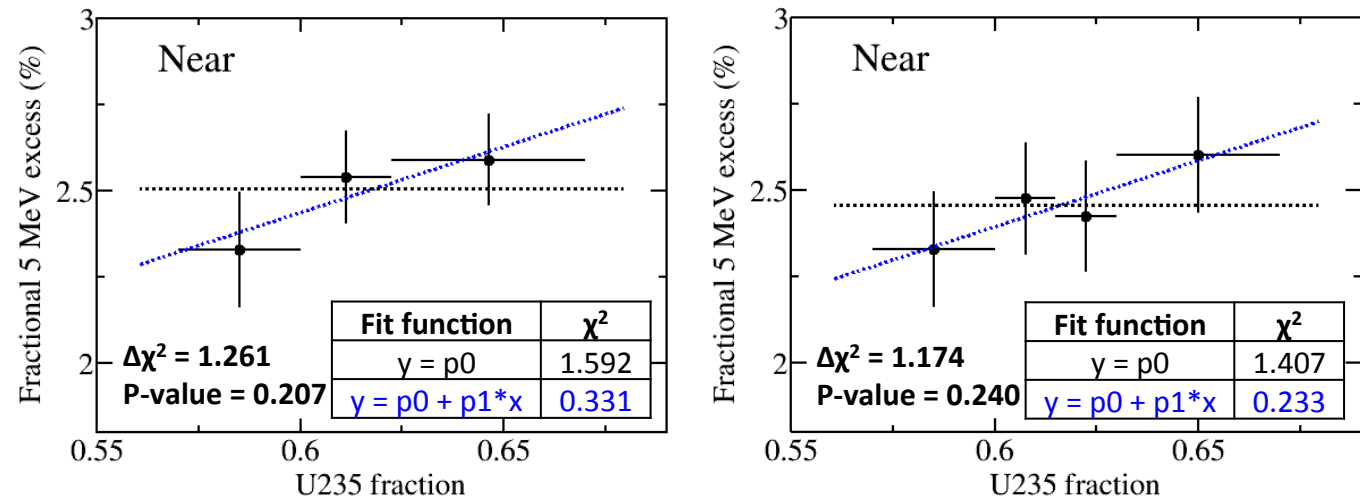 Near
Fractional 5 MeV excess (%)
3
2.5
2
Δχ² = 1.261
P-value = 0.207
Fit function χ²
y = p0 1.592
y = p0 + p1*x 0.331
0.55 0.6 0.65
U235 fraction
Near
Fractional 5 MeV excess (%)
3
2.5
2
Δχ² = 1.174
P-value = 0.240
Fit function χ²
y = p0 1.407
y = p0 + p1*x 0.233
0.55 0.6 0.65
U235 fraction